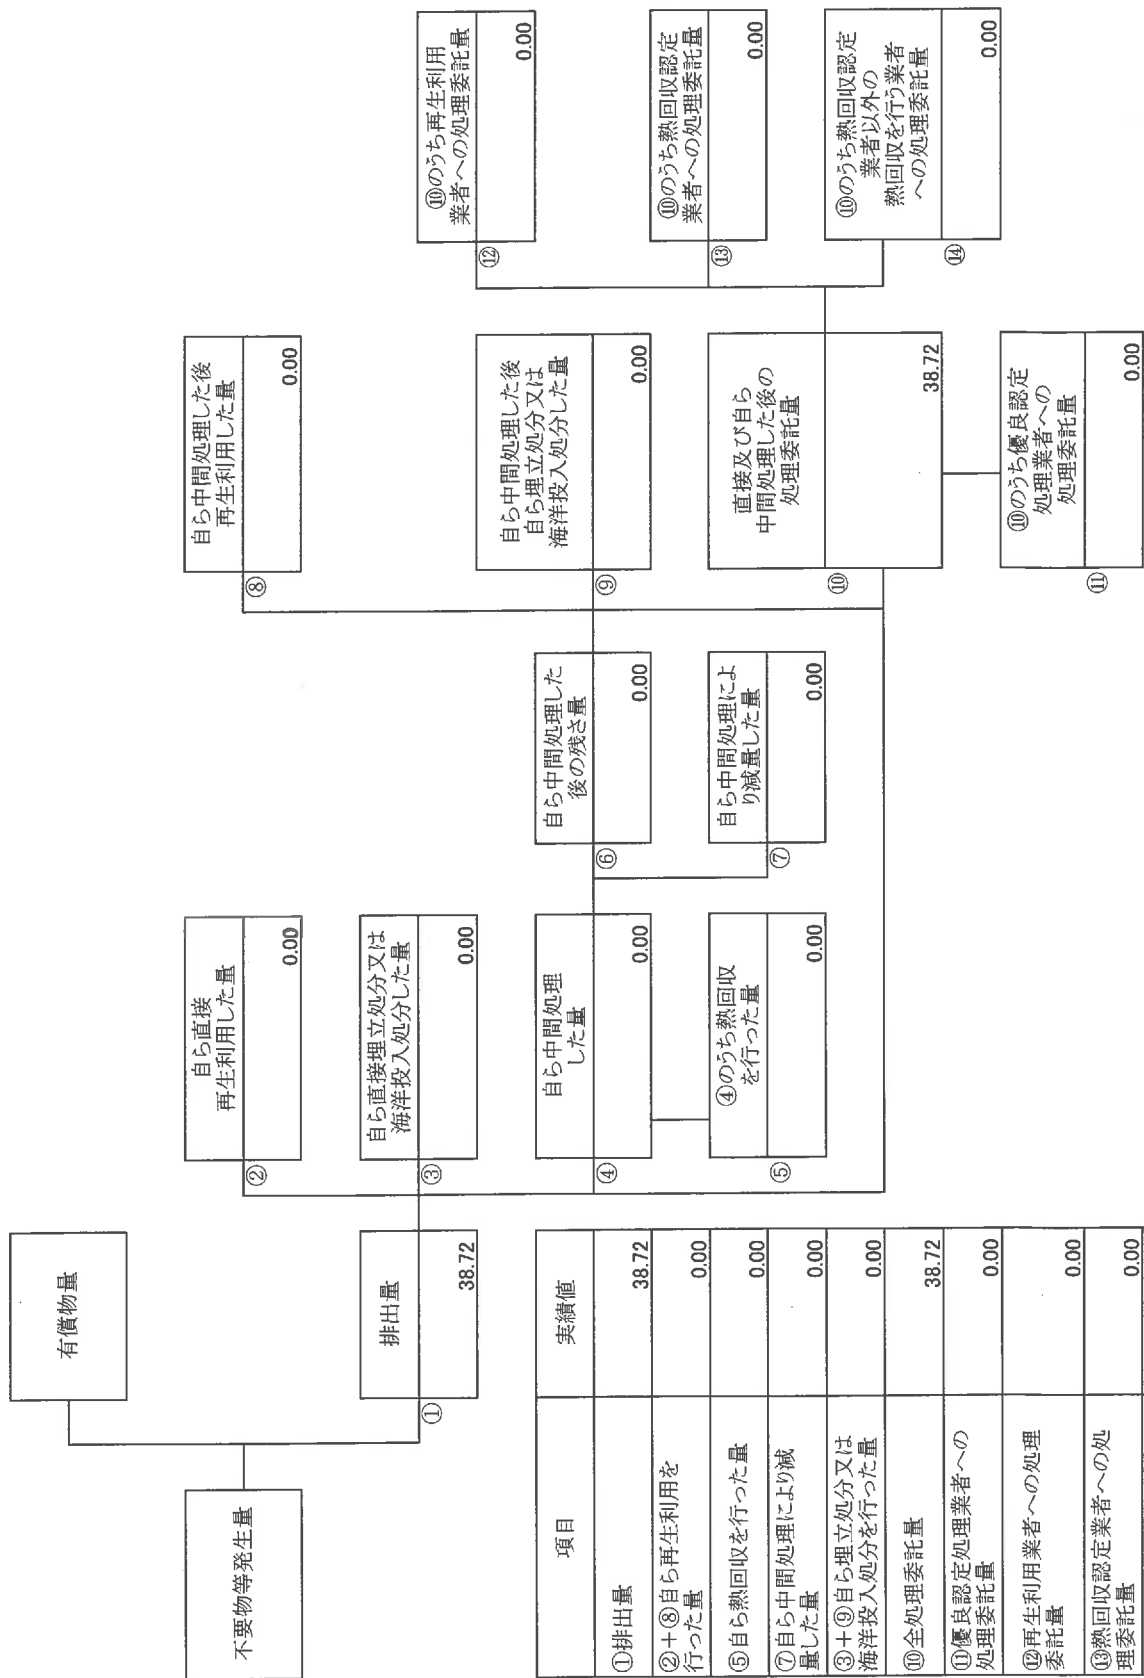 不要物等発生量
有償物量
①
排出量
38.72
②
自ら直接
再生利用した量
0.00
③
自ら直接埋立処分又は
海洋投入処分した量
0.00
④
自ら中間処理
した量
0.00
⑤
④のうち熱回収
を行った量
0.00
⑥
自ら中間処理した
後の残さ量
0.00
⑦
自ら中間処理によ
り減量した量
0.00
⑧
自ら中間処理した後
再生利用した量
0.00
⑨
自ら中間処理した後
自ら埋立処分又は
海洋投入処分した量
0.00
⑩
直接及び自ら
中間処理した後の
処理委託量
38.72
⑪
⑩のうち優良認定
処理業者への
処理委託量
0.00
⑫
⑩のうち再生利用
業者への処理委託量
0.00
⑬
⑩のうち熱回収認定
業者への処理委託量
0.00
⑭
⑩のうち熱回収認定
業者以外の
熱回収を行う業者
への処理委託量
0.00
項目
実績値
①排出量
38.72
②+⑧自ら再生利用を
行った量
0.00
⑤自ら熱回収を行った量
0.00
⑦自ら中間処理により減
量した量
0.00
③+⑨自ら埋立処分又は
海洋投入処分を行った量
0.00
⑩全処理委託量
38.72
⑪優良認定処理業者への
処理委託量
0.00
⑫再生利用業者への処理
委託量
0.00
⑬熱回収認定業者への処
理委託量
0.00